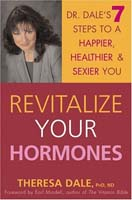 DR. DALE'S 7
STEPS TO A
HAPPIER,
HEALTHIER &
SEXIER YOU
REVITALIZE
YOUR
HORMONES
THERESA DALE, PhD, ND
Foreword by Earl Mindell, author of The Vitamin Bible